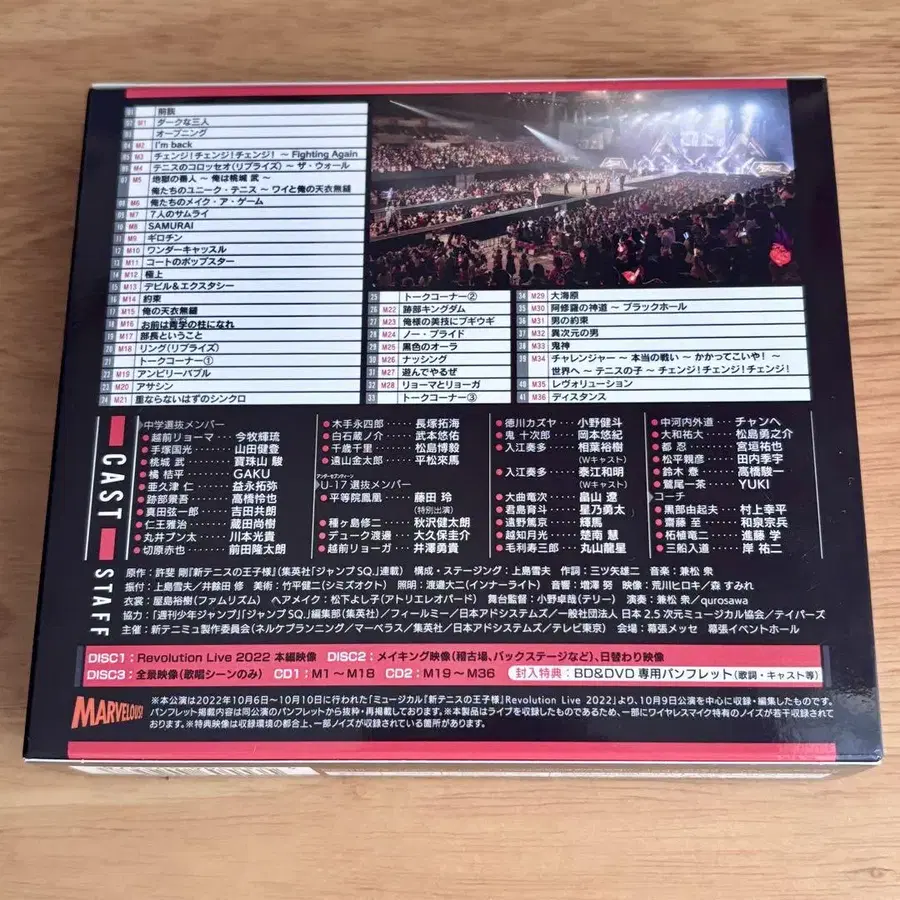 01 前説
02 M1 ダークな三人
03 オープニング
04 M2 I'm back
05 M3 チェンジ!チェンジ!チェンジ! ~ Fighting Again
06 M4 テニスのコロッセオ(リプライズ) ~ ザ・ウォール
07 M5 地獄の番人 ~ 俺は桃城 武 ~
俺たちのユニーク・テニス ~ ワイと俺の天衣無縫
08 M6 俺たちのメイク・ア・ゲーム
09 M7 7人のサムライ
10 M8 SAMURAI
11 M9 ギロチン
12 M10 ワンダーキャッスル
13 M11 コートのポップスター
14 M12 極上
15 M13 デビル&エクスタシー
16 M14 約束
17 M15 俺の天衣無縫
18 M16 お前は青学の柱になれ
19 M17 部長ということ
20 M18 リング(リプライズ)
21 トークコーナー①
22 M19 アンビリーバブル
23 M20 アサシン
24 M21 重ならないはずのシンクロ
25 トークコーナー②
26 M22 跡部キングダム
27 M23 俺様の美技にブギウギ
28 M24 ノー・プライド
29 M25 黒色のオーラ
30 M26 ナッシング
31 M27 遊んでやるぜ
32 M28 リョーマとリョーガ
33 トークコーナー③
34 M29 大海原
35 M30 阿修羅の神道 ~ ブラックホール
36 M31 男の約束
37 M32 異次元の男
38 M33 鬼神
39 M34 チャレンジャー ~ 本当の戦い ~ かかってこいや! ~
世界へ ~ テニスの子 ~ チェンジ!チェンジ!チェンジ!
40 M35 レヴォリューション
41 M36 ディスタンス
CAST
中学選抜メンバー
越前リョーマ 今牧輝琉
手塚国光 山田健登
桃城 武 寶珠山 駿
橘 桔平 GAKU
亜久津 仁 益永拓弥
跡部景吾 高橋怜也
真田弦一郎 吉田共朗
仁王雅治 蔵田尚樹
丸井ブン太 川本光貴
切原赤也 前田隆太朗
木手永四郎 長塚拓海
白石蔵ノ介 武本悠佑
千歳千里 松島博毅
遠山金太郎 平松來馬
アンダーセブンティーン
U-17 選抜メンバー
平等院鳳凰 藤田 玲
(特別出演)
種ヶ島修二 秋沢健太朗
デューク渡邊 大久保圭介
越前リョーガ 井澤勇貴
徳川カズヤ 小野健斗
鬼 十次郎 岡本悠紀
入江奏多 相葉裕樹
(Wキャスト)
入江奏多 泰江和明
(Wキャスト)
大曲竜次 畠山 遼
君島育斗 星乃勇太
遠野篤京 輝馬
越知月光 楚南 慧
毛利寿三郎 丸山龍星
中河内外道 チャンヘ
大和祐大 松島勇之介
都 忍 宮垣祐也
松平親彦 田内季宇
鈴木 惷 高橋駿一
鷲尾一茶 YUKI
コーチ
黒部由起夫 村上幸平
齋藤 至 和泉宗兵
柘植竜二 進藤 学
三船入道 岸 祐二
STAFF
原作:許斐 剛『新テニスの王子様』(集英社「ジャンプSQ.」連載) 構成・ステージング:上島雪夫 作詞:三ツ矢雄二 音楽:兼松 衆
振付:上島雪夫/井餘田 修 美術:竹平健二(シミズオクト) 照明:渡邉大二(インナーライト) 音響:増澤 努 映像:荒川ヒロキ/森 すみれ
衣裳:屋島裕樹(ファムリズム) ヘアメイク:松下よし子(アトリエレオパード) 舞台監督:小野卓哉(テリー) 演奏:兼松 衆/qurosawa
協力:「週刊少年ジャンプ」「ジャンプSQ.」編集部(集英社)/フィールミー/日本アドシステムズ/一般社団法人 日本 2.5 次元ミュージカル協会/テイパーズ
主催:新テニミュ製作委員会(ネルケプランニング/マーベラス/集英社/日本アドシステムズ/テレビ東京) 会場:幕張メッセ 幕張イベントホール
DISC1:Revolution Live 2022 本編映像 DISC2:メイキング映像(稽古場、バックステージなど)、日替わり映像
DISC3:全景映像(歌唱シーンのみ) CD1:M1~M18 CD2:M19~M36 封入特典:BD&DVD 専用パンフレット(歌詞・キャスト等)
MARVELOUS!
※本公演は2022年10月6日~10月10日に行われた「ミュージカル『新テニスの王子様』Revolution Live 2022」より、10月9日公演を中心に収録・編集したものです。
パンフレット掲載内容は同公演のパンフレットから抜粋・再掲載しております。※本製品はライブを収録したものであるため、一部にワイヤレスマイク特有のノイズが若干収録されて
おります。※特典映像は収録環境の都合上、一部ノイズが収録されている箇所があります。